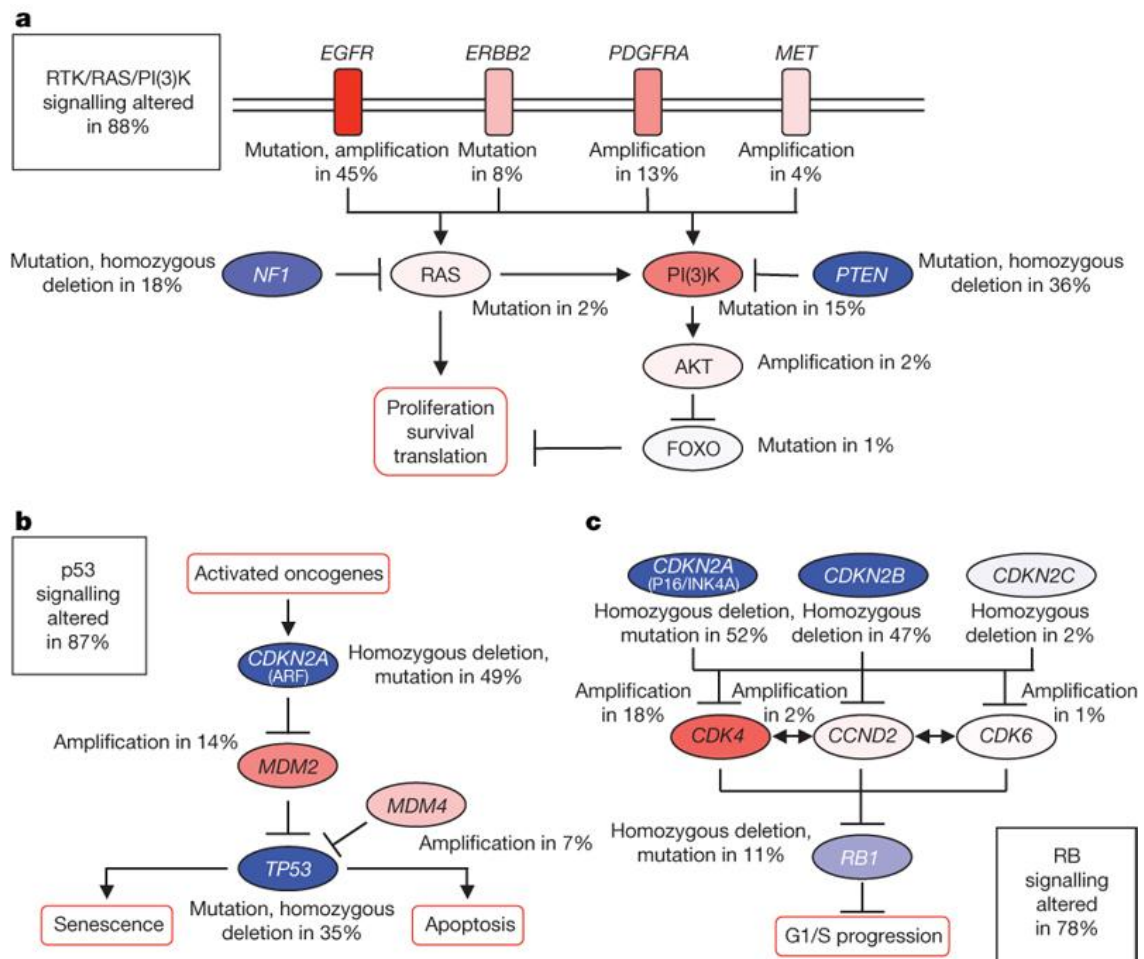 a
RTK/RAS/PI(3)K
signalling altered
in 88%
EGFR
ERBB2
PDGFRA
MET
Mutation, amplification
in 45%
Mutation
in 8%
Amplification
in 13%
Amplification
in 4%
Mutation, homozygous
deletion in 18%
NF1
RAS
Mutation in 2%
PI(3)K
Mutation in 15%
PTEN
Mutation, homozygous
deletion in 36%
AKT
Amplification in 2%
Proliferation
survival
translation
FOXO
Mutation in 1%
b
p53
signalling
altered
in 87%
Activated oncogenes
CDKN2A
(ARF)
Homozygous deletion,
mutation in 49%
Amplification in 14%
MDM2
MDM4
Amplification in 7%
TP53
Senescence
Mutation, homozygous
deletion in 35%
Apoptosis
c
CDKN2A
(P16/INK4A)
CDKN2B
CDKN2C
Homozygous deletion,
mutation in 52%
Homozygous
deletion in 47%
Homozygous
deletion in 2%
Amplification
in 18%
Amplification
in 2%
Amplification
in 1%
CDK4
CCND2
CDK6
Homozygous deletion,
mutation in 11%
RB1
G1/S progression
RB
signalling
altered
in 78%